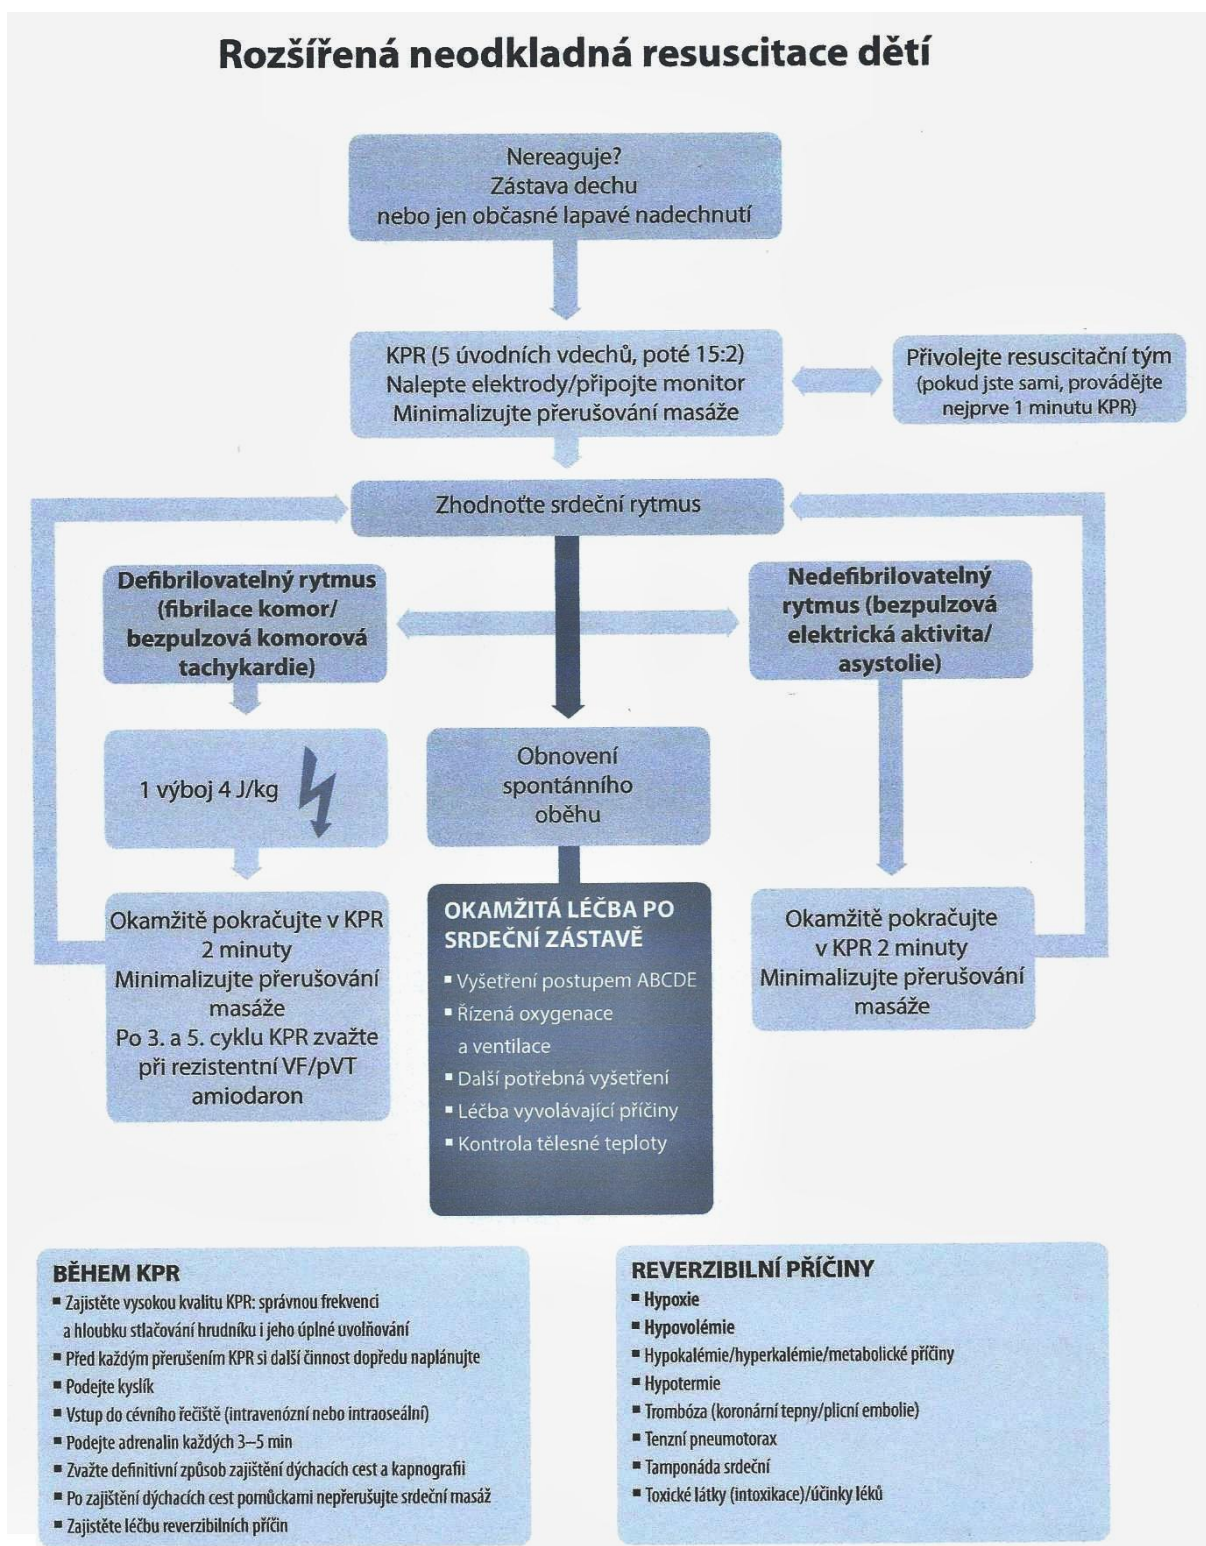 Rozšířená neodkladná resuscitace dětí
Nereaguje?
Zástava dechu
nebo jen občasné lapavé nadechnutí
KPR (5 úvodních vdechů, poté 15:2)
Nalepte elektrody/připojte monitor
Minimalizujte přerušování masáže
Přivolejte resuscitační tým
(pokud jste sami, provádějte
nejprve 1 minutu KPR)
Zhodnoťte srdeční rytmus
Defibrilovatelný rytmus
(fibrilace komor/
bezpulzová komorová
tachykardie)
Nedefibrilovatelný
rytmus (bezpulzová
elektrická aktivita/
asystolie)
1 výboj 4 J/kg
Obnovení
spontánního
oběhu
Okamžitě pokračujte v KPR
2 minuty
Minimalizujte přerušování
masáže
Po 3. a 5. cyklu KPR zvažte
při rezistentní VF/pVT
amiodaron
OKAMŽITÁ LÉČBA PO
SRDEČNÍ ZÁSTAVĚ
▪ Vyšetření postupem ABCDE
▪ Řízená oxygenace
a ventilace
▪ Další potřebná vyšetření
▪ Léčba vyvolávající příčiny
▪ Kontrola tělesné teploty
Okamžitě pokračujte
v KPR 2 minuty
Minimalizujte přerušování
masáže
BĚHEM KPR
▪ Zajistěte vysokou kvalitu KPR: správnou frekvenci
a hloubku stlačování hrudníku i jeho úplné uvolňování
▪ Před každým přerušením KPR si další činnost dopředu naplánujte
▪ Podejte kyslík
▪ Vstup do cévního řečiště (intravenózní nebo intraoseální)
▪ Podejte adrenalin každých 3–5 min
▪ Zvažte definitivní způsob zajištění dýchacích cest a kapnografii
▪ Po zajištění dýchacích cest pomůckami nepřerušujte srdeční masáž
▪ Zajistěte léčbu reverzibilních příčin
REVERZIBILNÍ PŘÍČINY
▪ Hypoxie
▪ Hypovolémie
▪ Hypokalémie/hyperkalémie/metabolické příčiny
▪ Hypotermie
▪ Trombóza (koronární tepny/plicní embolie)
▪ Tenzní pneumotorax
▪ Tamponáda srdeční
▪ Toxické látky (intoxikace)/účinky léků